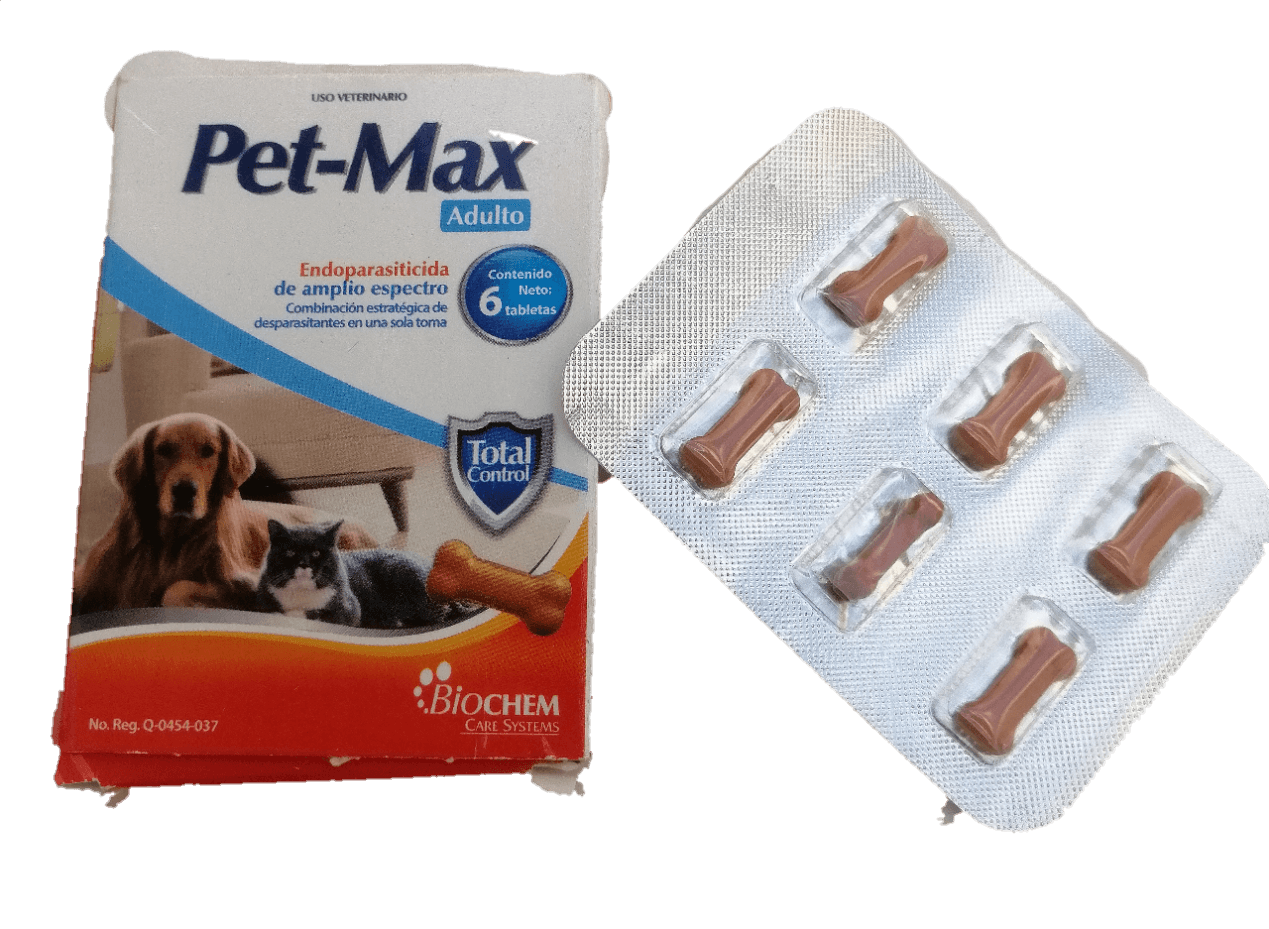 USO VETERINARIO
Pet-Max
Adulto
Endoparasiticida
de amplio espectro
Combinación estratégica de
desparasitantes en una sola toma
Contenido
Neto:
6 tabletas
Total
Control
BIOCHEM
CARE SYSTEMS
No. Reg. Q-0454-037